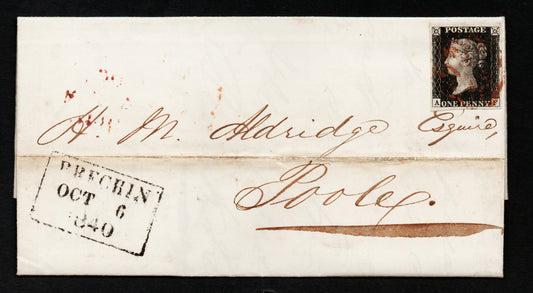 POSTAGE
A ONE PENNY F
H. M. Aldridge Esquire,
Poole.
BRECHIN
OCT 6
1840